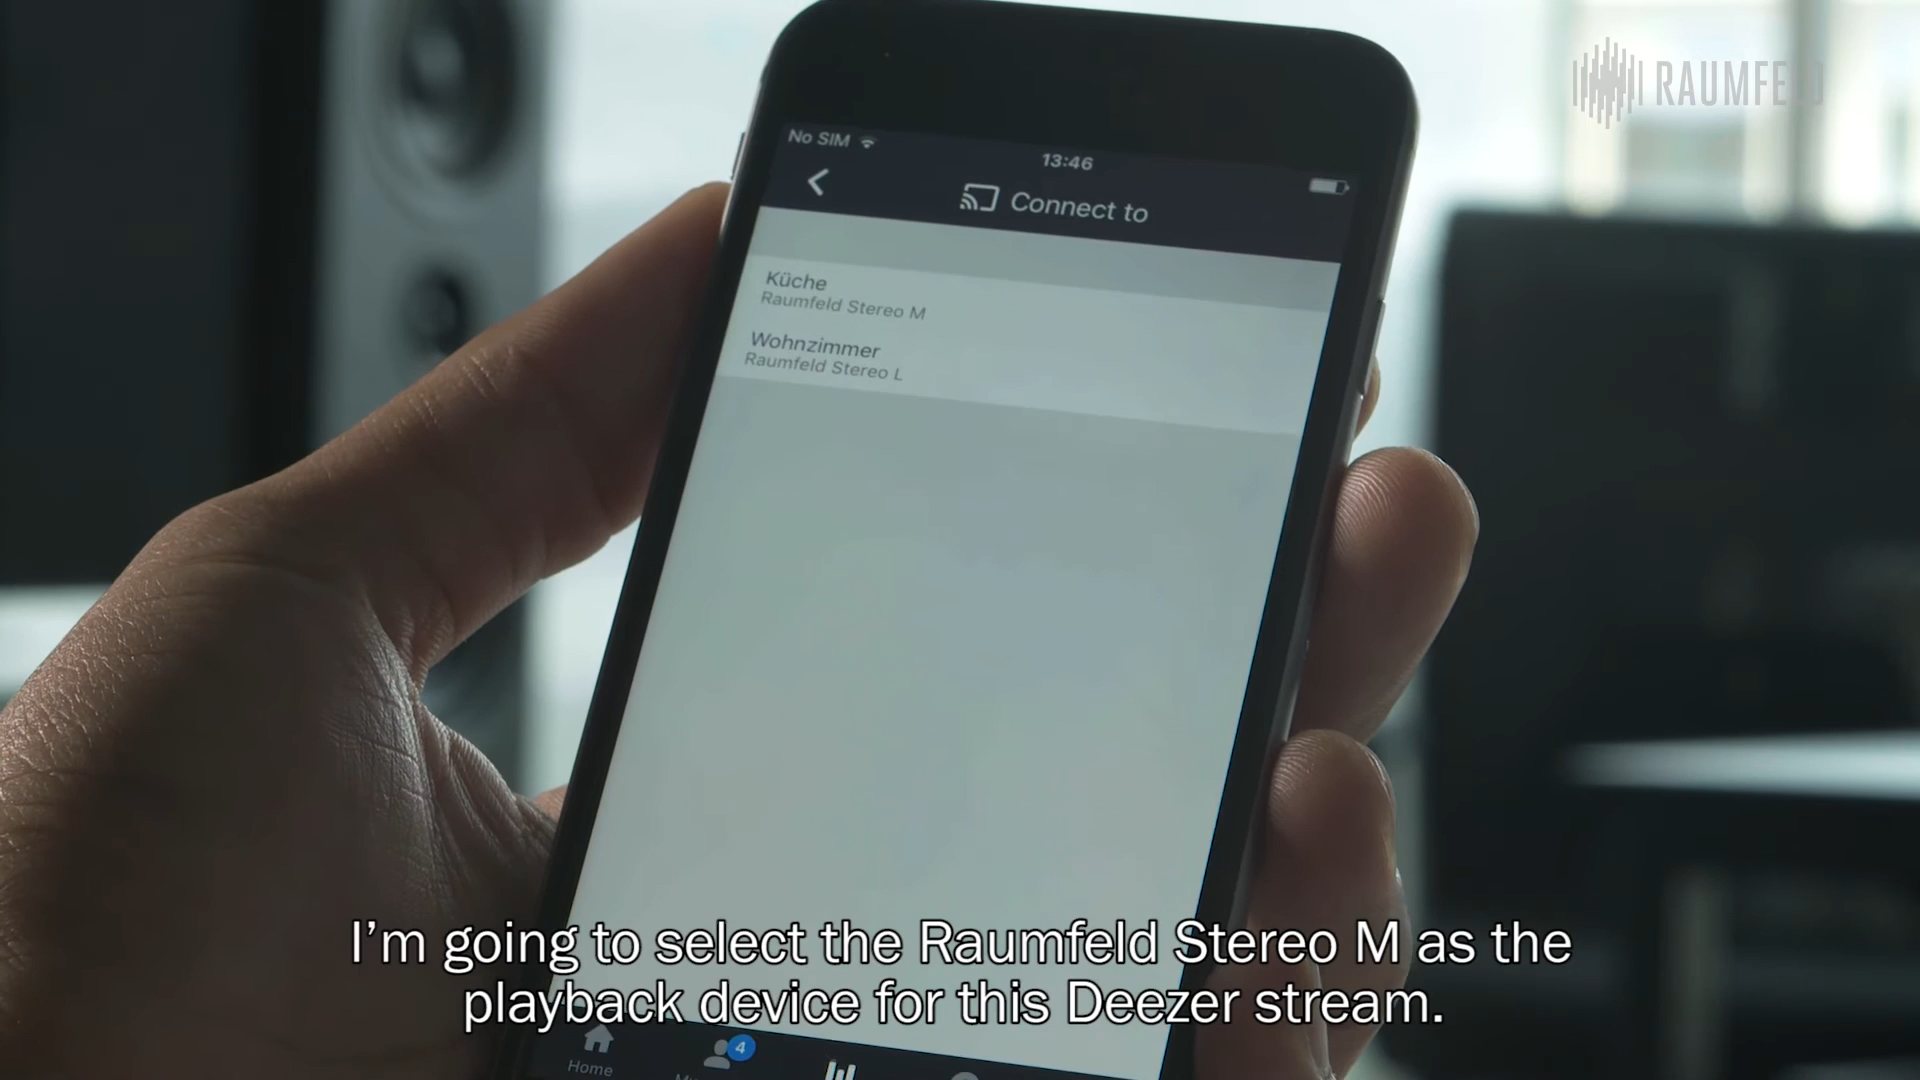 RAUMFELD
No SIM
13:46
Connect to
Küche
Raumfeld Stereo M
Wohnzimmer
Raumfeld Stereo L
I'm going to select the Raumfeld Stereo M as the
playback device for this Deezer stream.
4
Home